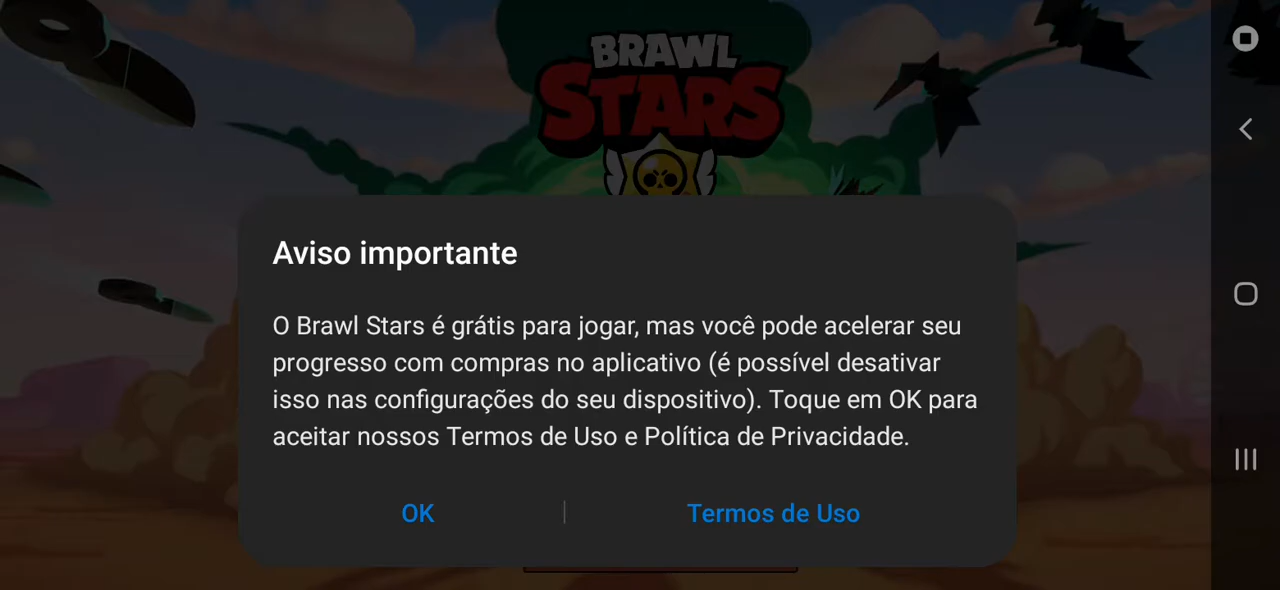 BRAWL
STARS
Aviso importante
O Brawl Stars é grátis para jogar, mas você pode acelerar seu
progresso com compras no aplicativo (é possível desativar
isso nas configurações do seu dispositivo). Toque em OK para
aceitar nossos Termos de Uso e Política de Privacidade.
OK
Termos de Uso